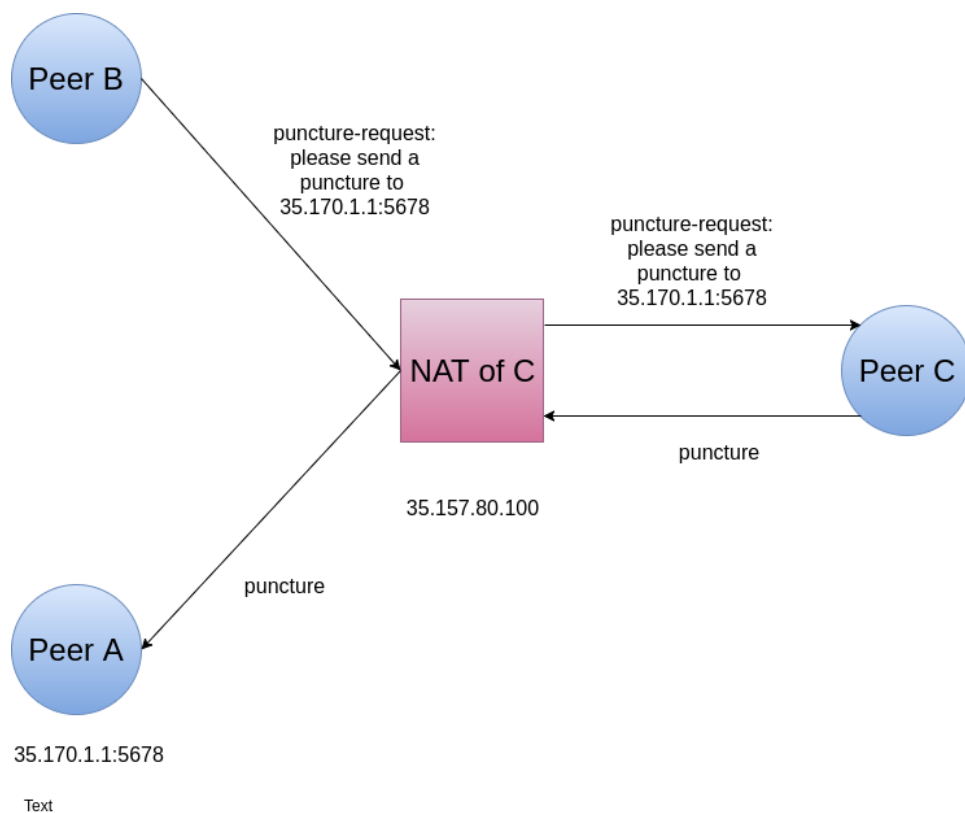 Peer B
puncture-request:
please send a
puncture to
35.170.1.1:5678
puncture-request:
please send a
puncture to
35.170.1.1:5678
NAT of C
Peer C
puncture
35.157.80.100
puncture
Peer A
35.170.1.1:5678
Text